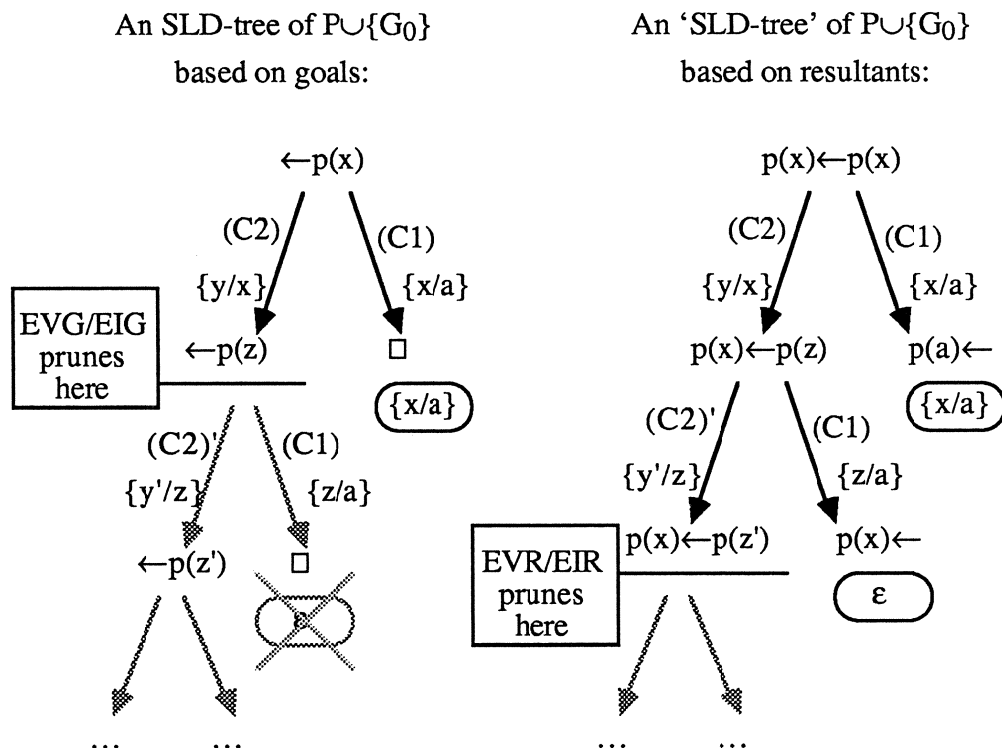 An SLD-tree of P∪{G₀}
based on goals:
←p(x)
(C2)
(C1)
{y/x}
{x/a}
EVG/EIG
prunes
here
←p(z)
□
{x/a}
(C2)'
(C1)
{y'/z}
{z/a}
←p(z')
□
ε
...
...
An ‘SLD-tree’ of P∪{G₀}
based on resultants:
p(x)←p(x)
(C2)
(C1)
{y/x}
{x/a}
p(x)←p(z)
p(a)←
{x/a}
(C2)'
(C1)
{y'/z}
{z/a}
EVR/EIR
prunes
here
p(x)←p(z')
p(x)←
ε
...
...